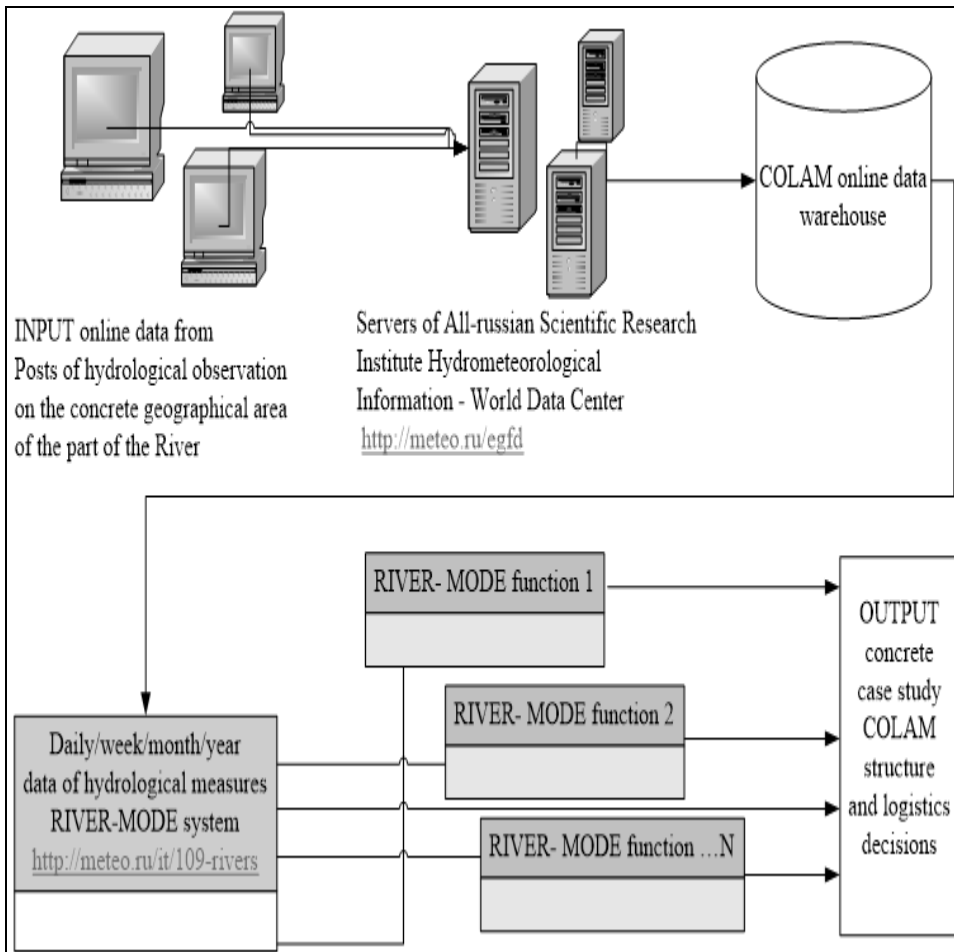 COLAM online data
warehouse
INPUT online data from
Posts of hydrological observation
on the concrete geographical area
of the part of the River
Servers of All-russian Scientific Research
Institute Hydrometeorological
Information - World Data Center
http://meteo.ru/egfd
RIVER- MODE function 1
RIVER- MODE function 2
RIVER- MODE function ...N
Daily/week/month/year
data of hydrological measures
RIVER-MODE system
http://meteo.ru/it/109-rivers
OUTPUT
concrete
case study
COLAM
structure
and logistics
decisions